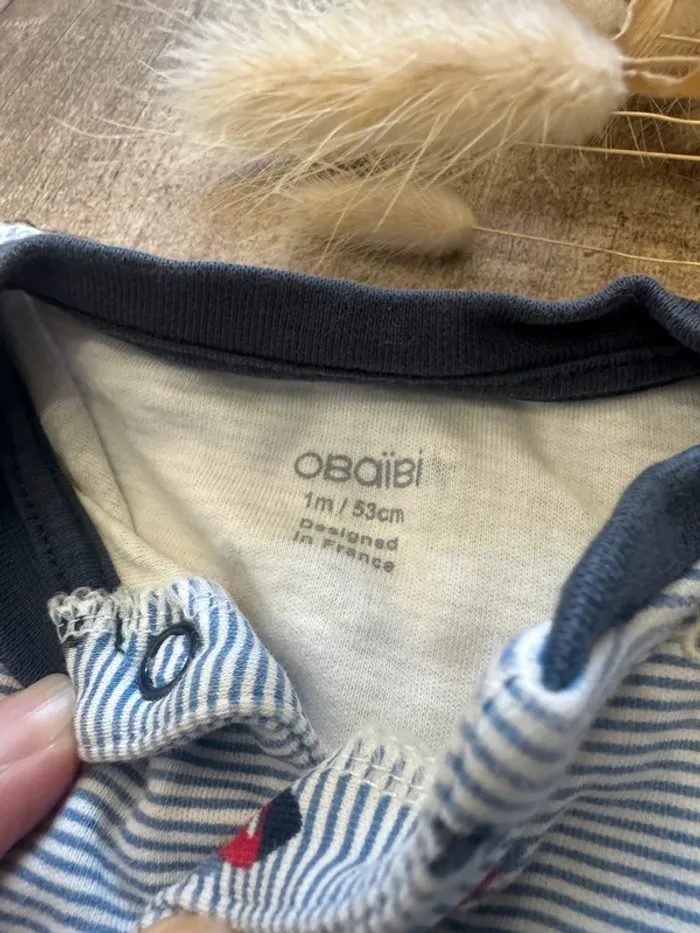 OBaïBi
1m / 53cm
Designed
in France